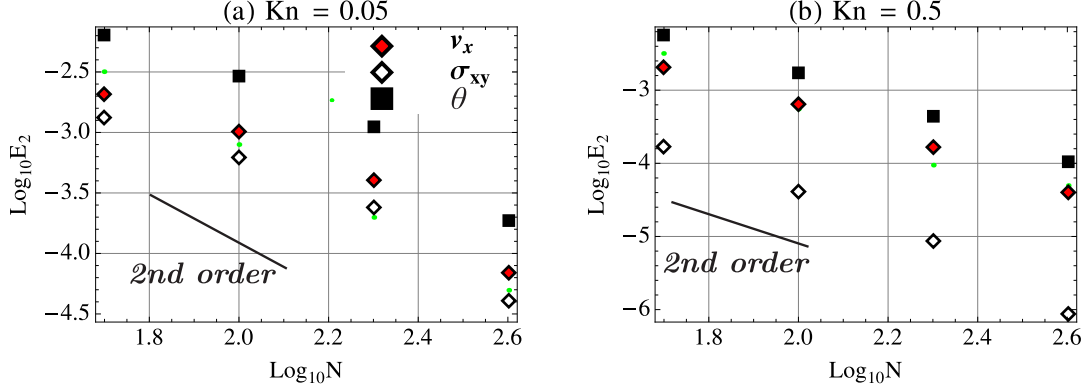 (a) Kn = 0.05
v_x
σ_xy
θ
−2.5
−3.0
−3.5
−4.0
−4.5
Log10E2
2nd order
1.8 2.0 2.2 2.4 2.6
Log10N
(b) Kn = 0.5
−3
−4
−5
−6
Log10E2
2nd order
1.8 2.0 2.2 2.4 2.6
Log10N